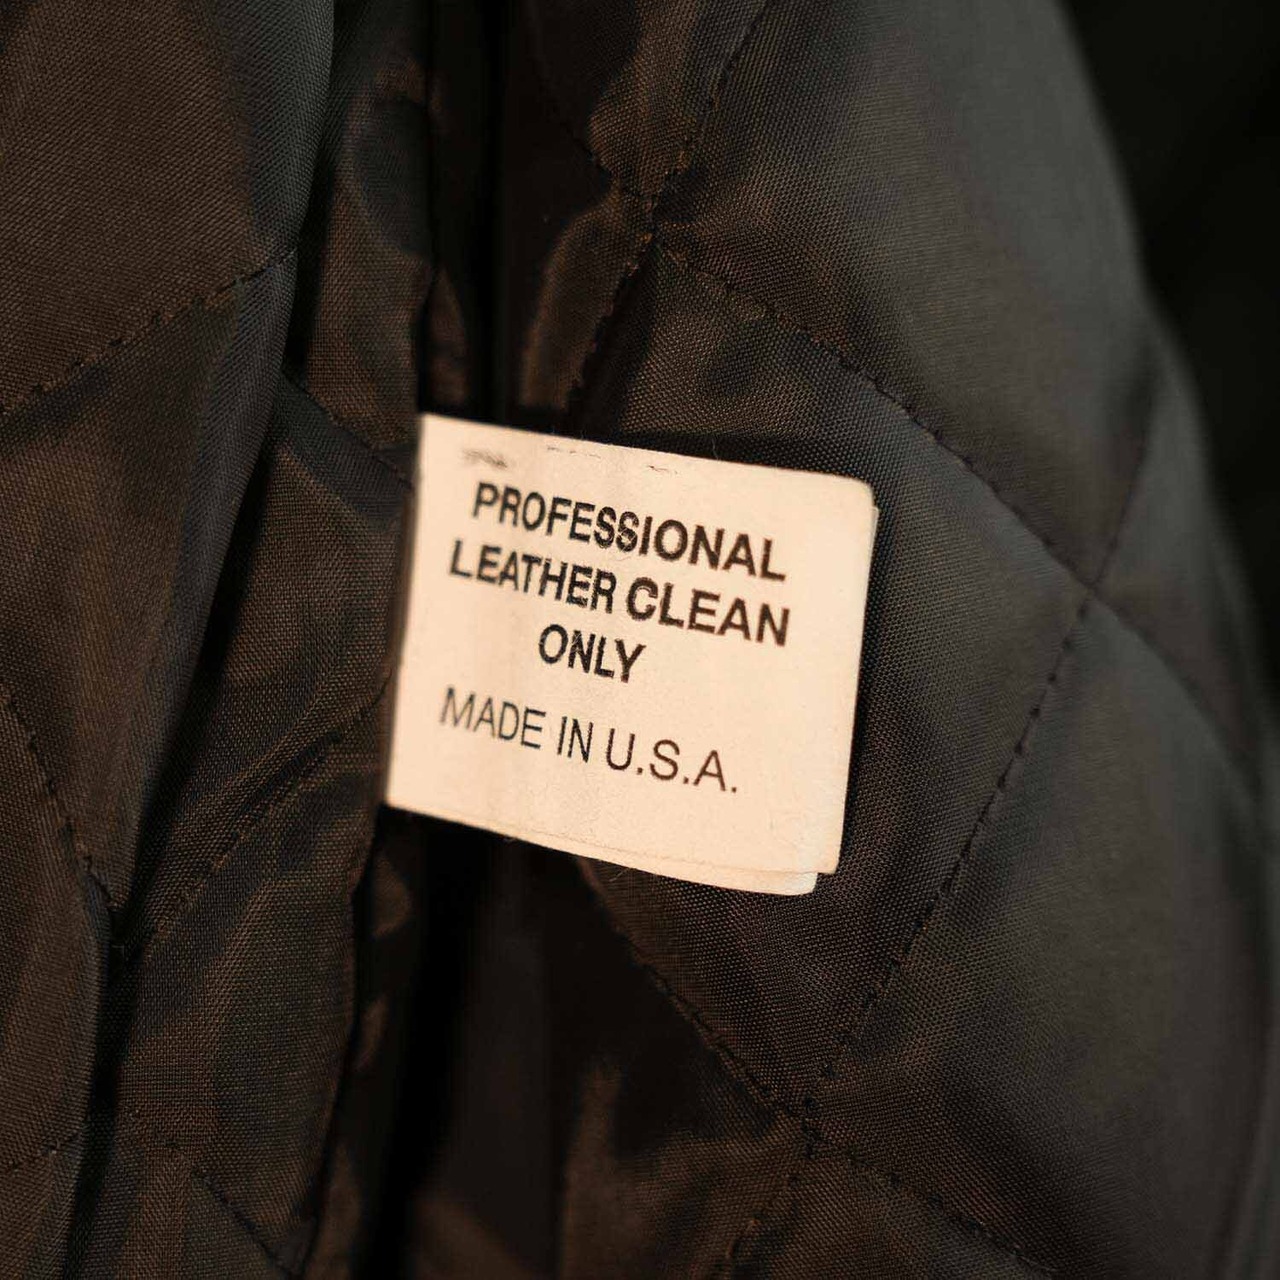 PROFESSIONAL
LEATHER CLEAN
ONLY
MADE IN U.S.A.